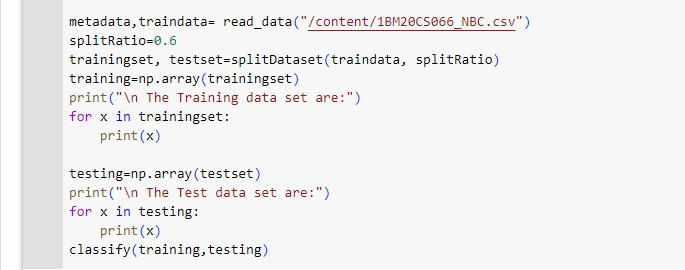 metadata,traindata= read_data("/content/1BM20CS066_NBC.csv")
splitRatio=0.6
trainingset, testset=splitDataset(traindata, splitRatio)
training=np.array(trainingset)
print("\n The Training data set are:")
for x in trainingset:
    print(x)

testing=np.array(testset)
print("\n The Test data set are:")
for x in testing:
    print(x)
classify(training,testing)